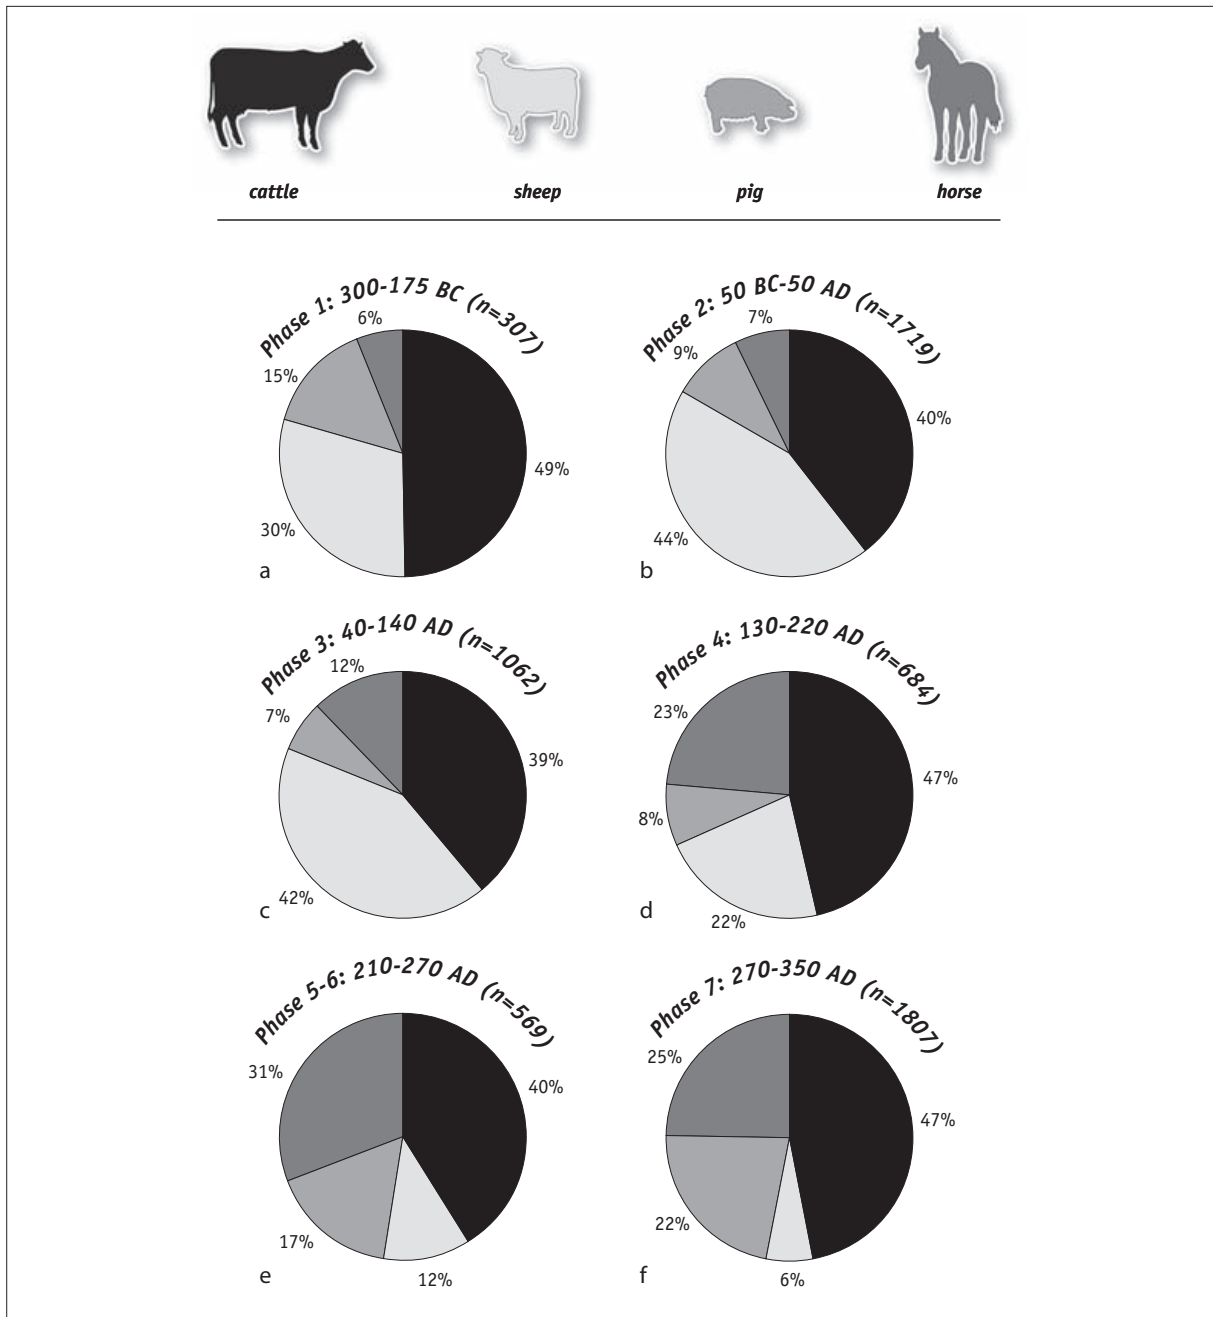 cattle
sheep
pig
horse
Phase 1: 300-175 BC (n=307)
6%
15%
49%
30%
a
Phase 2: 50 BC-50 AD (n=1719)
7%
9%
40%
44%
b
Phase 3: 40-140 AD (n=1062)
12%
7%
39%
42%
c
Phase 4: 130-220 AD (n=684)
23%
47%
8%
22%
d
Phase 5-6: 210-270 AD (n=569)
31%
40%
17%
12%
e
Phase 7: 270-350 AD (n=1807)
25%
47%
22%
6%
f